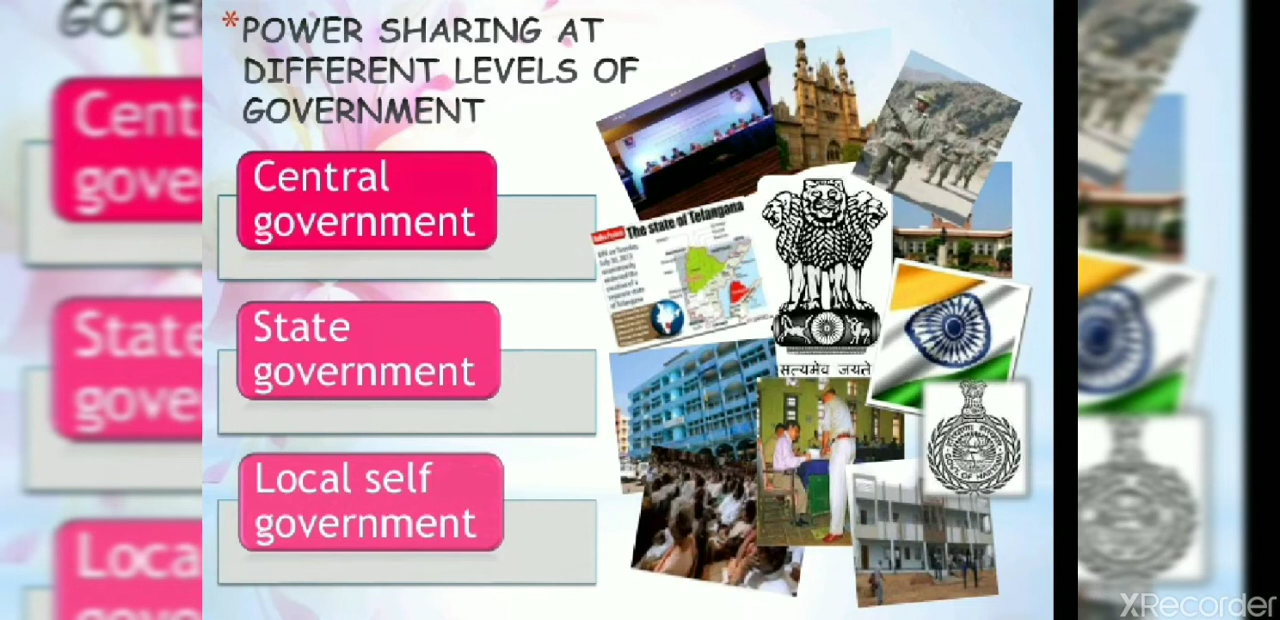 *POWER SHARING AT
DIFFERENT LEVELS OF
GOVERNMENT
Central
government
State
government
Local self
government
The state of Telangana
सत्यमेव जयते
XRecorder